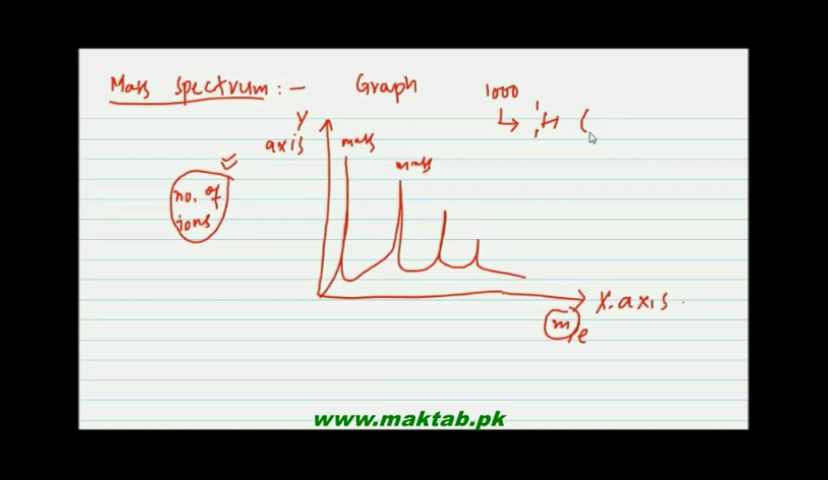 Mass Spectrum :- Graph
1000
↳ ¹₁H (
Y
axis
mass
mass
no. of
ions
X. axis
m/e
www.maktab.pk